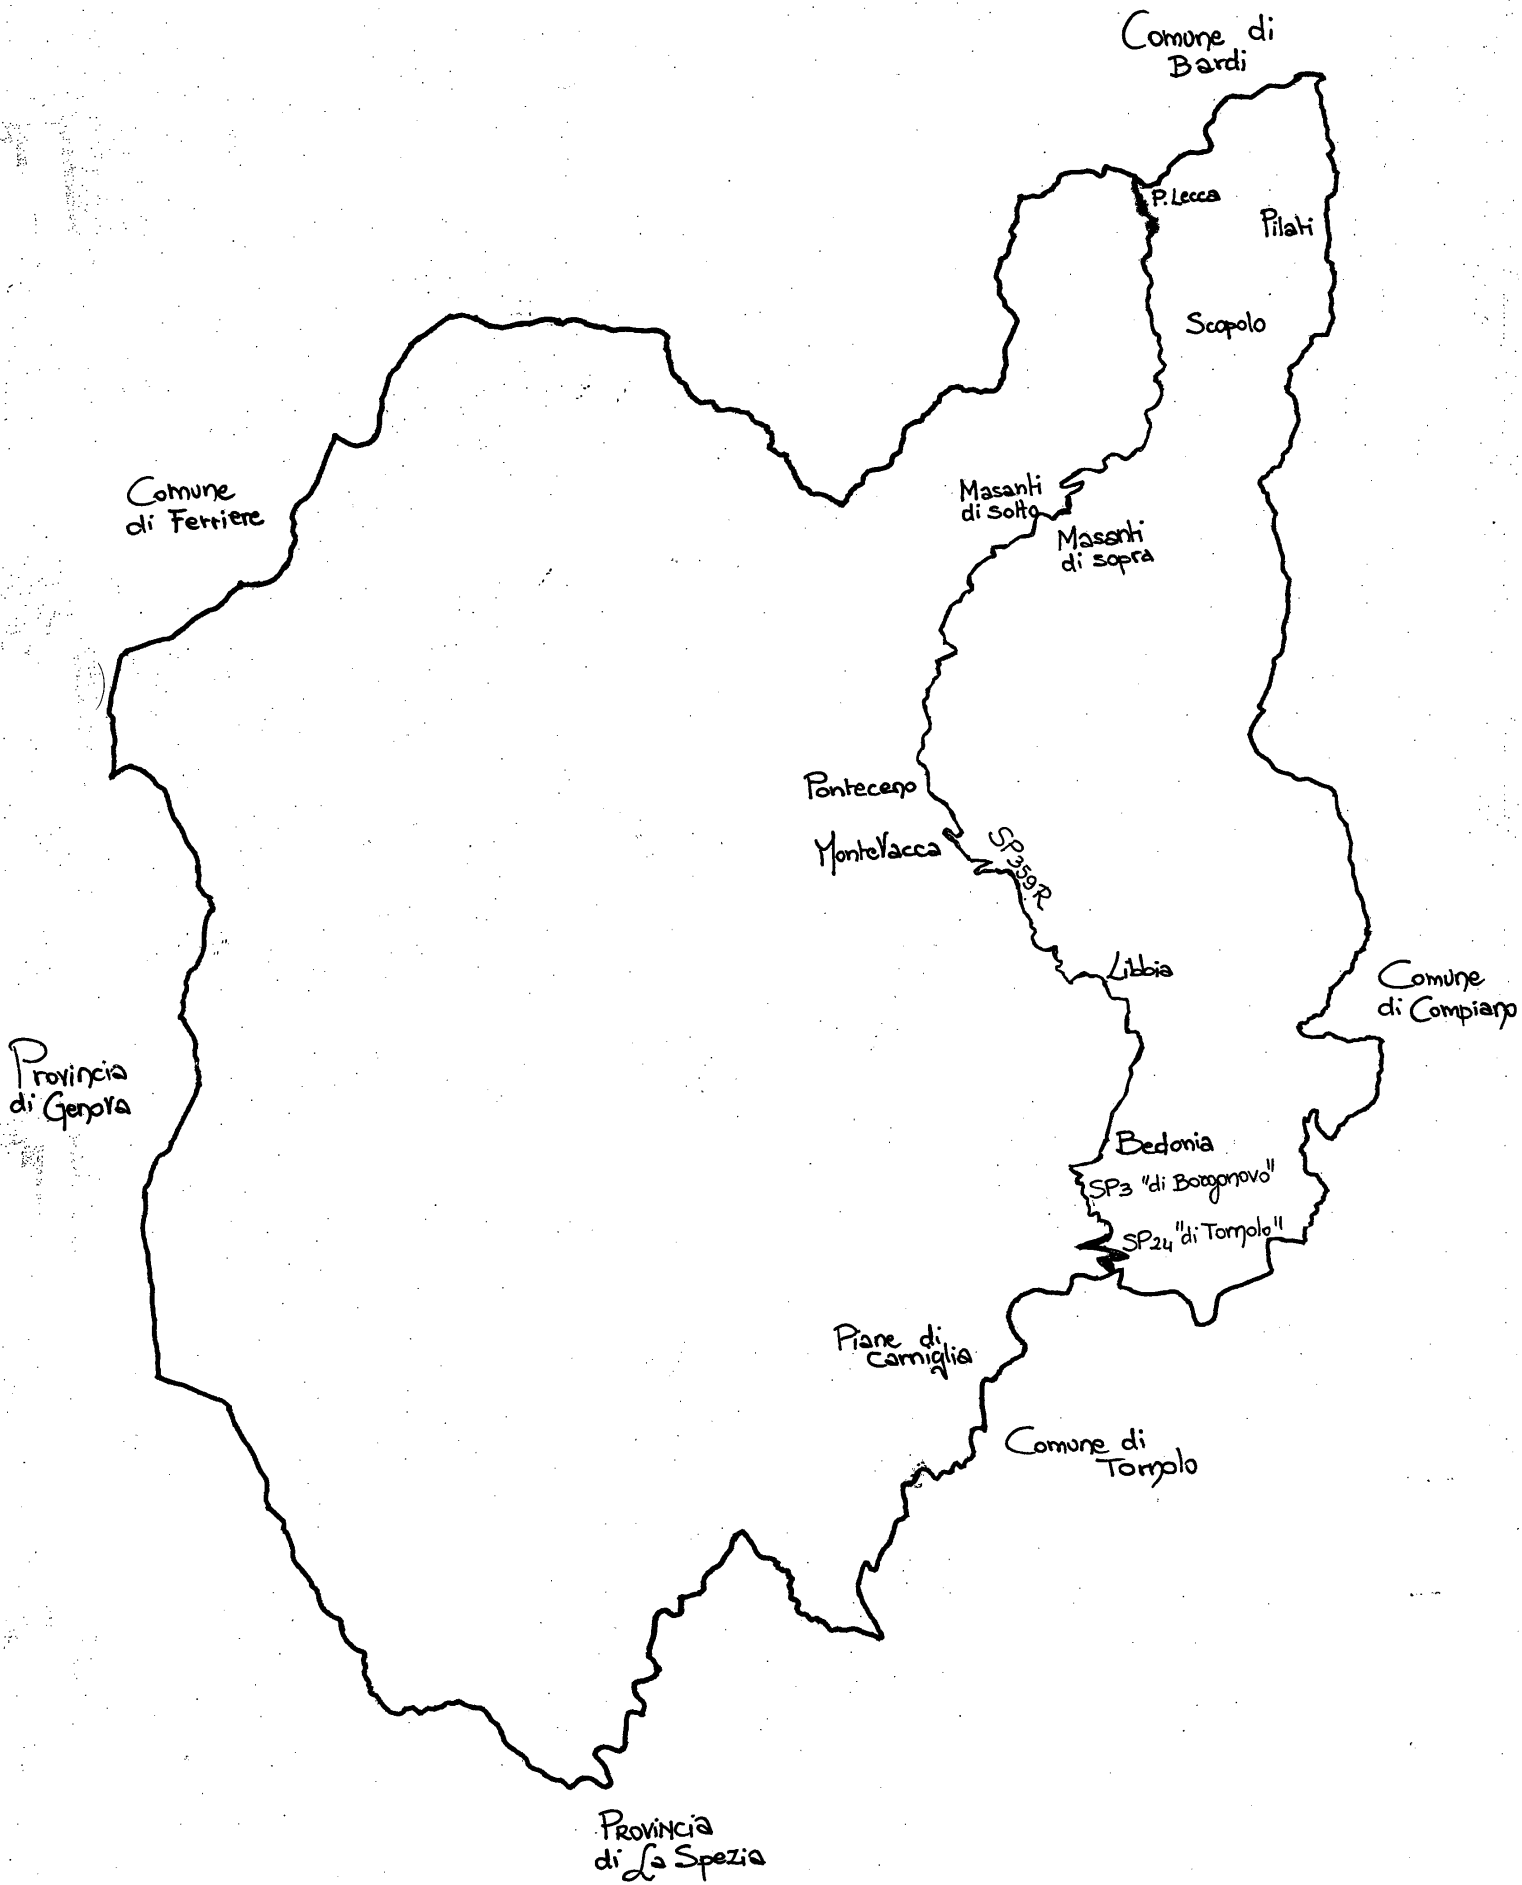 Comune di
Bardi
P. Lecca
Pilati
Scopolo
Masanti
di sotto
Comune
di Ferriere
Masanti
di sopra
Ponteceno
MonteVacca
SP359R
Libbia
Comune
di Compiano
Provincia
di Genova
Bedonia
SP3 "di Borgonovo"
SP24 "di Tornolo"
Piane di
Carniglia
Comune di
Tornolo
Provincia
di La Spezia